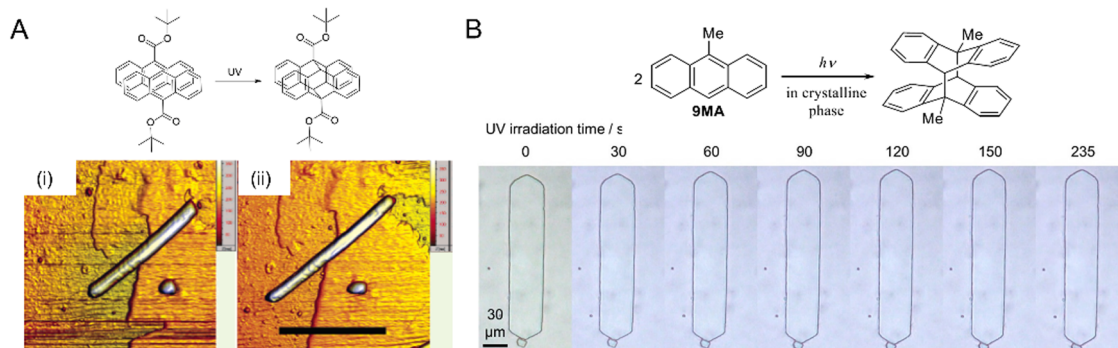 A
O
O
UV
O
O
O
O
O
O
(i)
(ii)
B
Me
2
9MA
hν
in crystalline
phase
Me
Me
UV irradiation time / s
0 30 60 90 120 150 235
30
μm